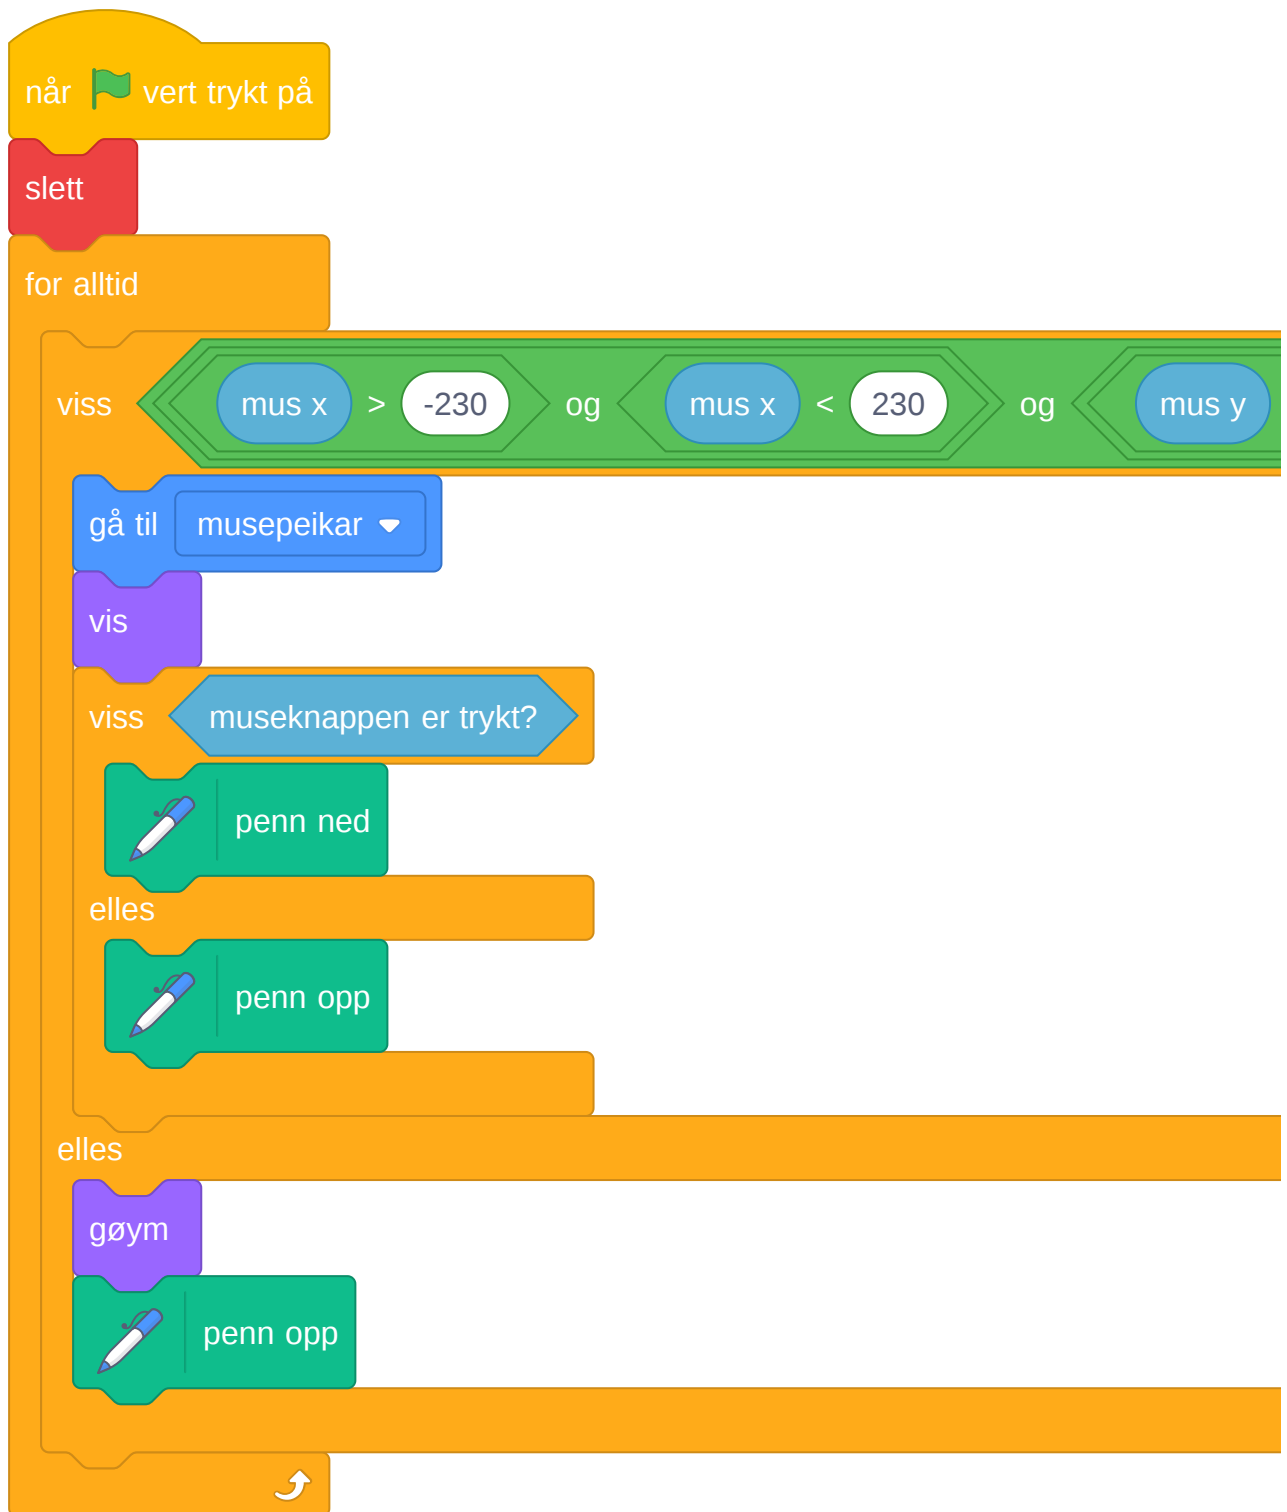 når vert trykt på
slett
for alltid
viss mus x > -230 og mus x < 230 og mus y
gå til musepeikar
vis
viss museknappen er trykt?
penn ned
elles
penn opp
elles
gøym
penn opp